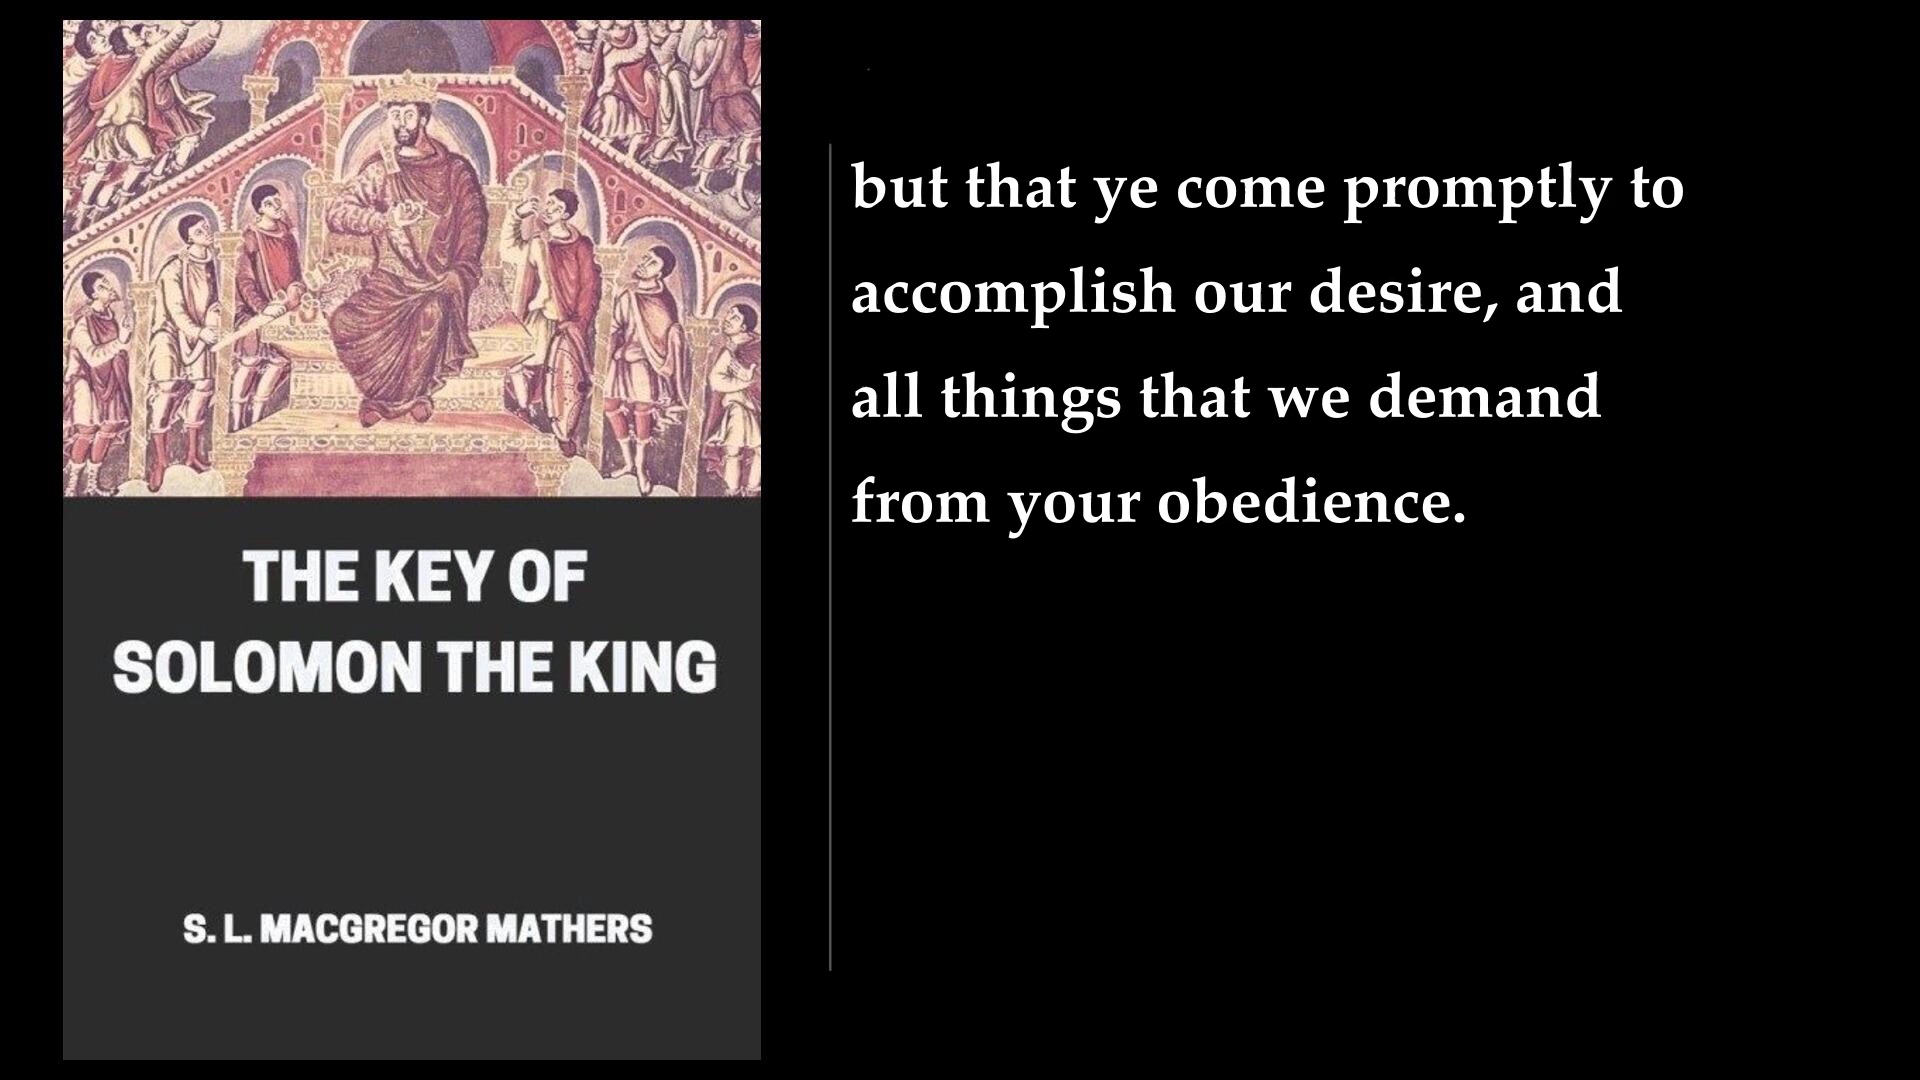 THE KEY OF
SOLOMON THE KING
S. L. MACGREGOR MATHERS
but that ye come promptly to
accomplish our desire, and
all things that we demand
from your obedience.